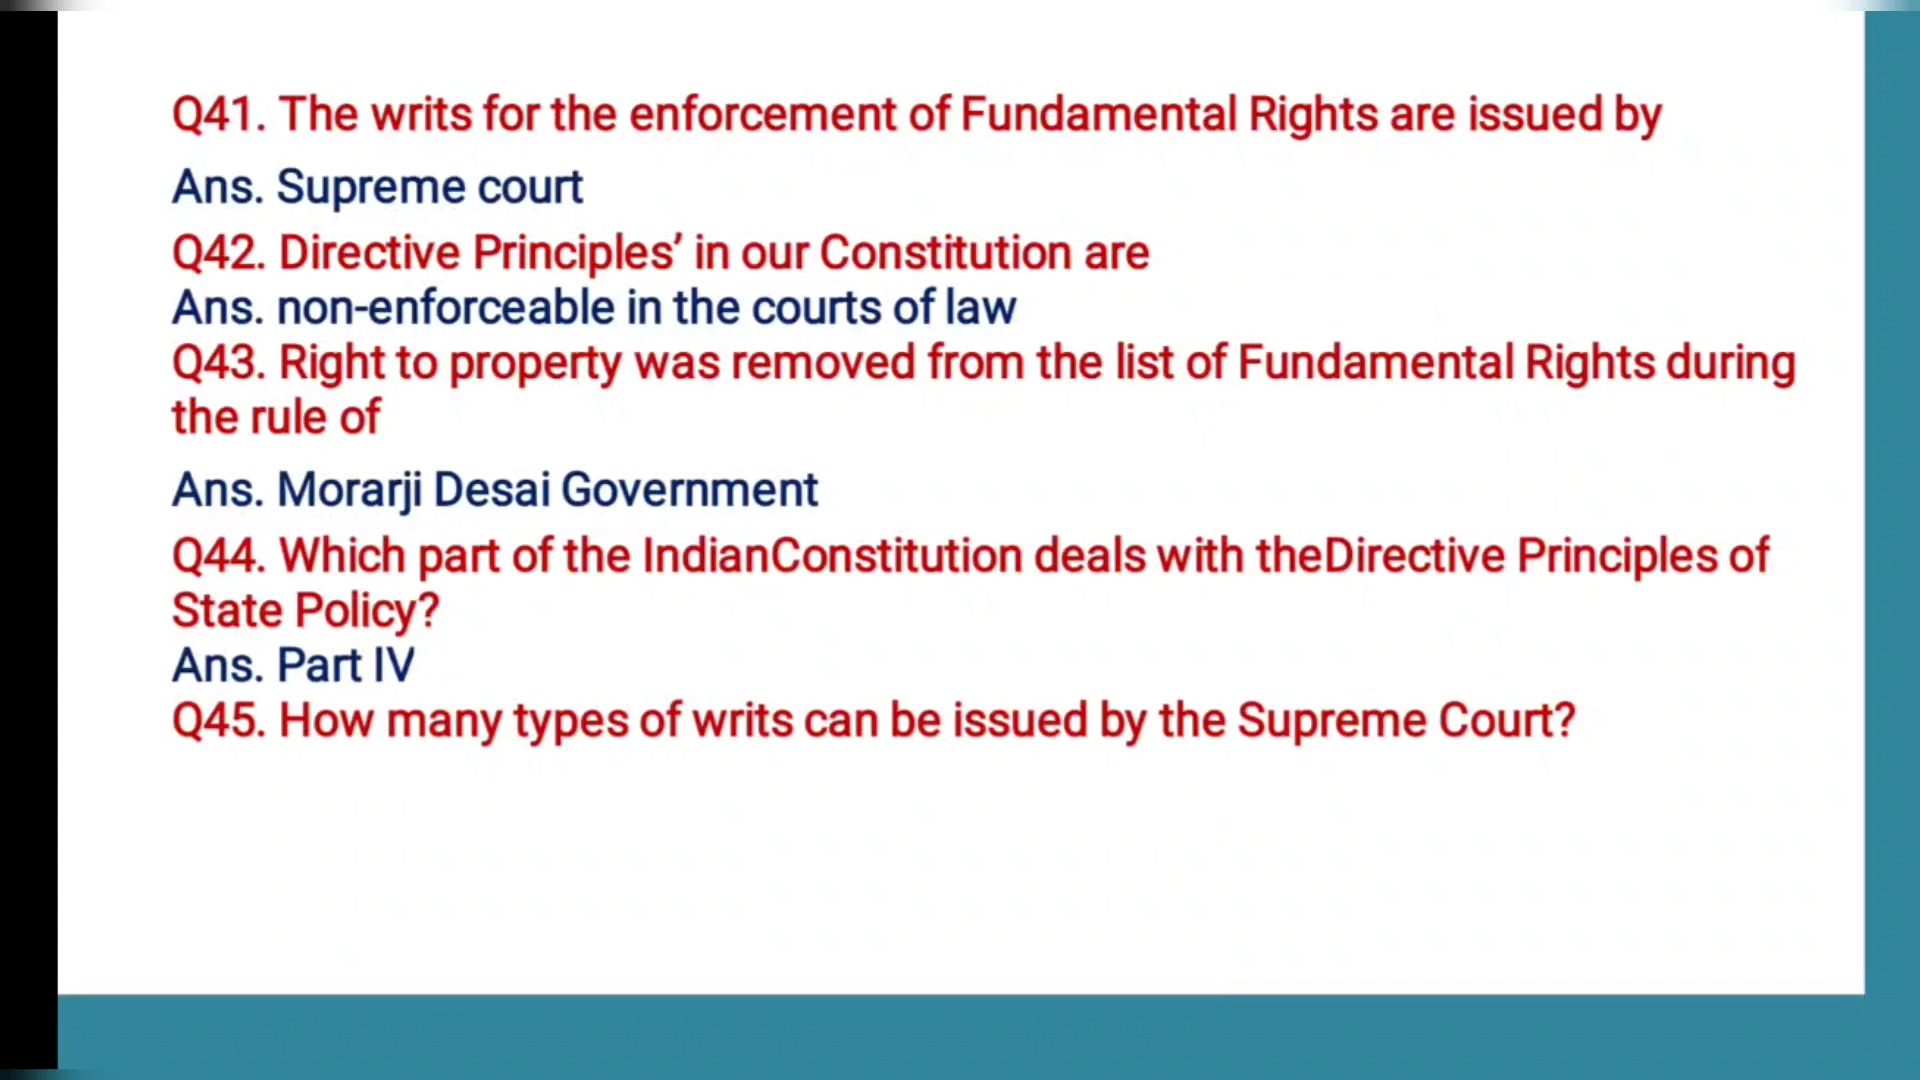 Q41. The writs for the enforcement of Fundamental Rights are issued by
Ans. Supreme court
Q42. Directive Principles’ in our Constitution are
Ans. non-enforceable in the courts of law
Q43. Right to property was removed from the list of Fundamental Rights during
the rule of
Ans. Morarji Desai Government
Q44. Which part of the IndianConstitution deals with theDirective Principles of
State Policy?
Ans. Part IV
Q45. How many types of writs can be issued by the Supreme Court?